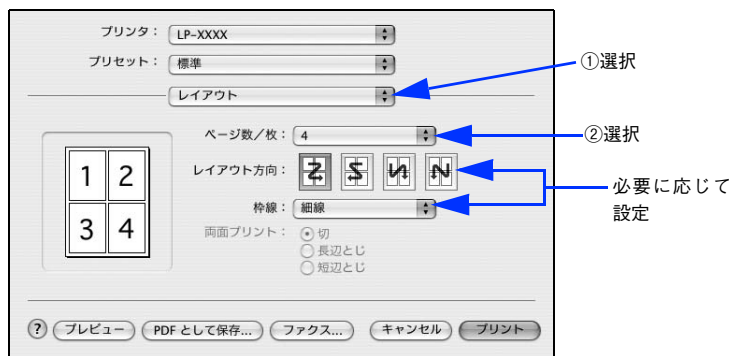 プリンタ： LP-XXXX
プリセット： 標準
レイアウト
①選択
ページ数／枚： 4
②選択
レイアウト方向：
必要に応じて
設定
枠線： 細線
両面プリント： 切
長辺とじ
短辺とじ
1 2
3 4
? プレビュー PDF として保存... ファクス... キャンセル プリント